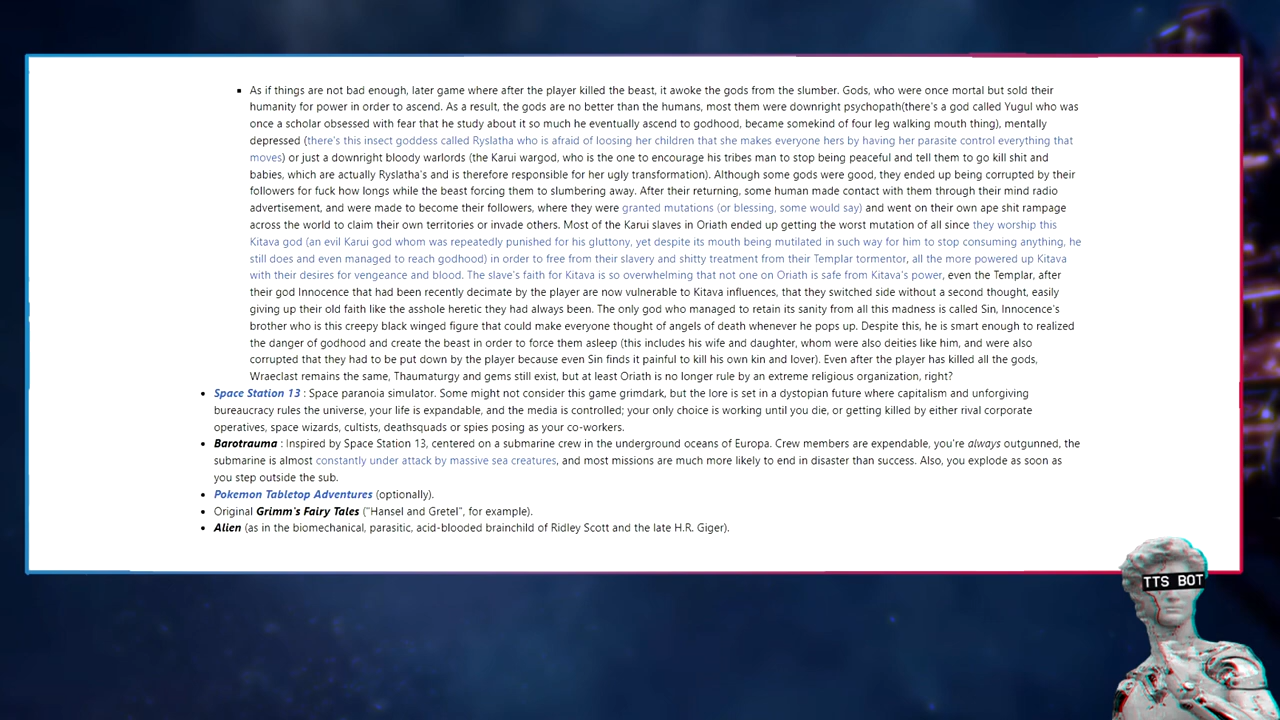 As if things are not bad enough, later game where after the player killed the beast, it awoke the gods from the slumber. Gods, who were once mortal but sold their
humanity for power in order to ascend. As a result, the gods are no better than the humans, most them were downright psychopath(there's a god called Yugul who was
once a scholar obsessed with fear that he study about it so much he eventually ascend to godhood, became somekind of four leg walking mouth thing), mentally
depressed (there's this insect goddess called Ryslatha who is afraid of loosing her children that she makes everyone hers by having her parasite control everything that
moves) or just a downright bloody warlords (the Karui wargod, who is the one to encourage his tribes man to stop being peaceful and tell them to go kill shit and
babies, which are actually Ryslatha's and is therefore responsible for her ugly transformation). Although some gods were good, they ended up being corrupted by their
followers for fuck how longs while the beast forcing them to slumbering away. After their returning, some human made contact with them through their mind radio
advertisement, and were made to become their followers, where they were granted mutations (or blessing, some would say) and went on their own ape shit rampage
across the world to claim their own territories or invade others. Most of the Karui slaves in Oriath ended up getting the worst mutation of all since they worship this
Kitava god (an evil Karui god whom was repeatedly punished for his gluttony, yet despite its mouth being mutilated in such way for him to stop consuming anything, he
still does and even managed to reach godhood) in order to free from their slavery and shitty treatment from their Templar tormentor, all the more powered up Kitava
with their desires for vengeance and blood. The slave's faith for Kitava is so overwhelming that not one on Oriath is safe from Kitava's power, even the Templar, after
their god Innocence that had been recently decimated by the player are now vulnerable to Kitava influences, that they switched side without a second thought, easily
giving up their old faith like the asshole heretic they had always been. The only god who managed to retain its sanity from all this madness is called Sin, Innocence's
brother who is this creepy black winged figure that could make everyone thought of angels of death whenever he pops up. Despite this, he is smart enough to realized
the danger of godhood and create the beast in order to force them asleep (this includes his wife and daughter, whom were also deities like him, and were also
corrupted that they had to be put down by the player because even Sin finds it painful to kill his own kin and lover). Even after the player has killed all the gods,
Wraeclast remains the same, Thaumaturgy and gems still exist, but at least Oriath is no longer rule by an extreme religious organization, right?
Space Station 13 : Space paranoia simulator. Some might not consider this game grimdark, but the lore is set in a dystopian future where capitalism and unforgiving
bureaucracy rules the universe, your life is expandable, and the media is controlled; your only choice is working until you die, or getting killed by either rival corporate
operatives, space wizards, cultists, deathsquads or spies posing as your co-workers.
Barotrauma : Inspired by Space Station 13, centered on a submarine crew in the underground oceans of Europa. Crew members are expendable, you're always outgunned, the
submarine is almost constantly under attack by massive sea creatures, and most missions are much more likely to end in disaster than success. Also, you explode as soon as
you step outside the sub.
Pokemon Tabletop Adventures (optionally).
Original Grimm's Fairy Tales ("Hansel and Gretel", for example).
Alien (as in the biomechanical, parasitic, acid-blooded brainchild of Ridley Scott and the late H.R. Giger).
TTS BOT